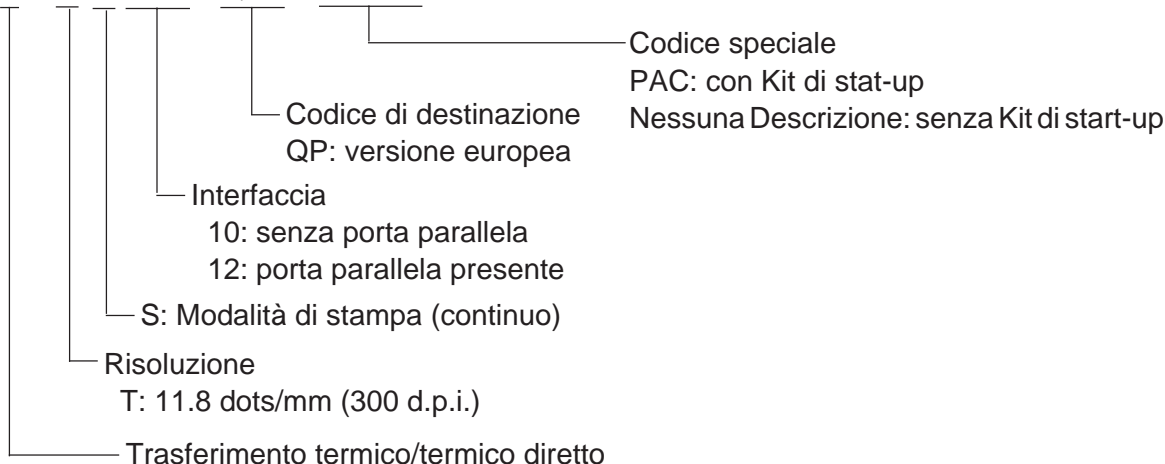 Codice speciale
PAC: con Kit di stat-up
Nessuna Descrizione: senza Kit di start-up
Codice di destinazione
QP: versione europea
Interfaccia
10: senza porta parallela
12: porta parallela presente
S: Modalità di stampa (continuo)
Risoluzione
T: 11.8 dots/mm (300 d.p.i.)
Trasferimento termico/termico diretto